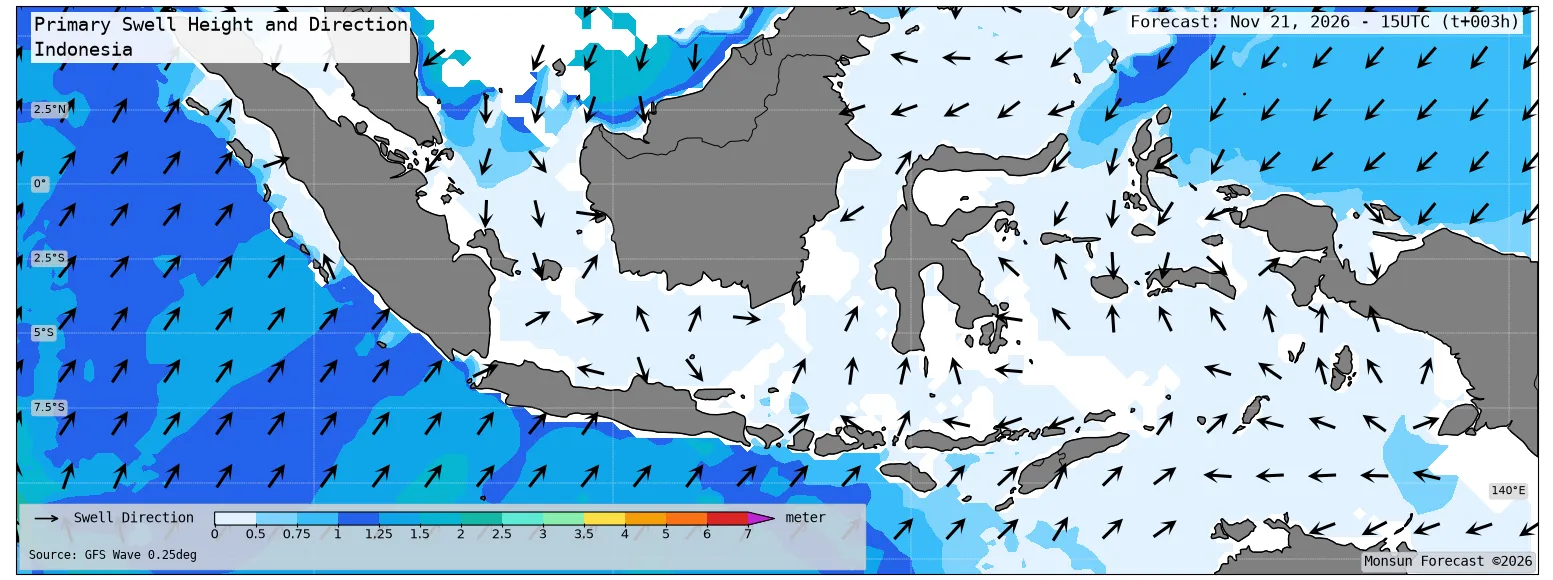 Primary Swell Height and Direction
Indonesia
Forecast: Nov 21, 2026 - 15UTC (t+003h)
2.5°N
0°
2.5°S
5°S
7.5°S
140°E
Swell Direction
0 0.5 0.75 1 1.25 1.5 2 2.5 3 3.5 4 5 6 7
meter
Source: GFS Wave 0.25deg
Monsun Forecast ©2026